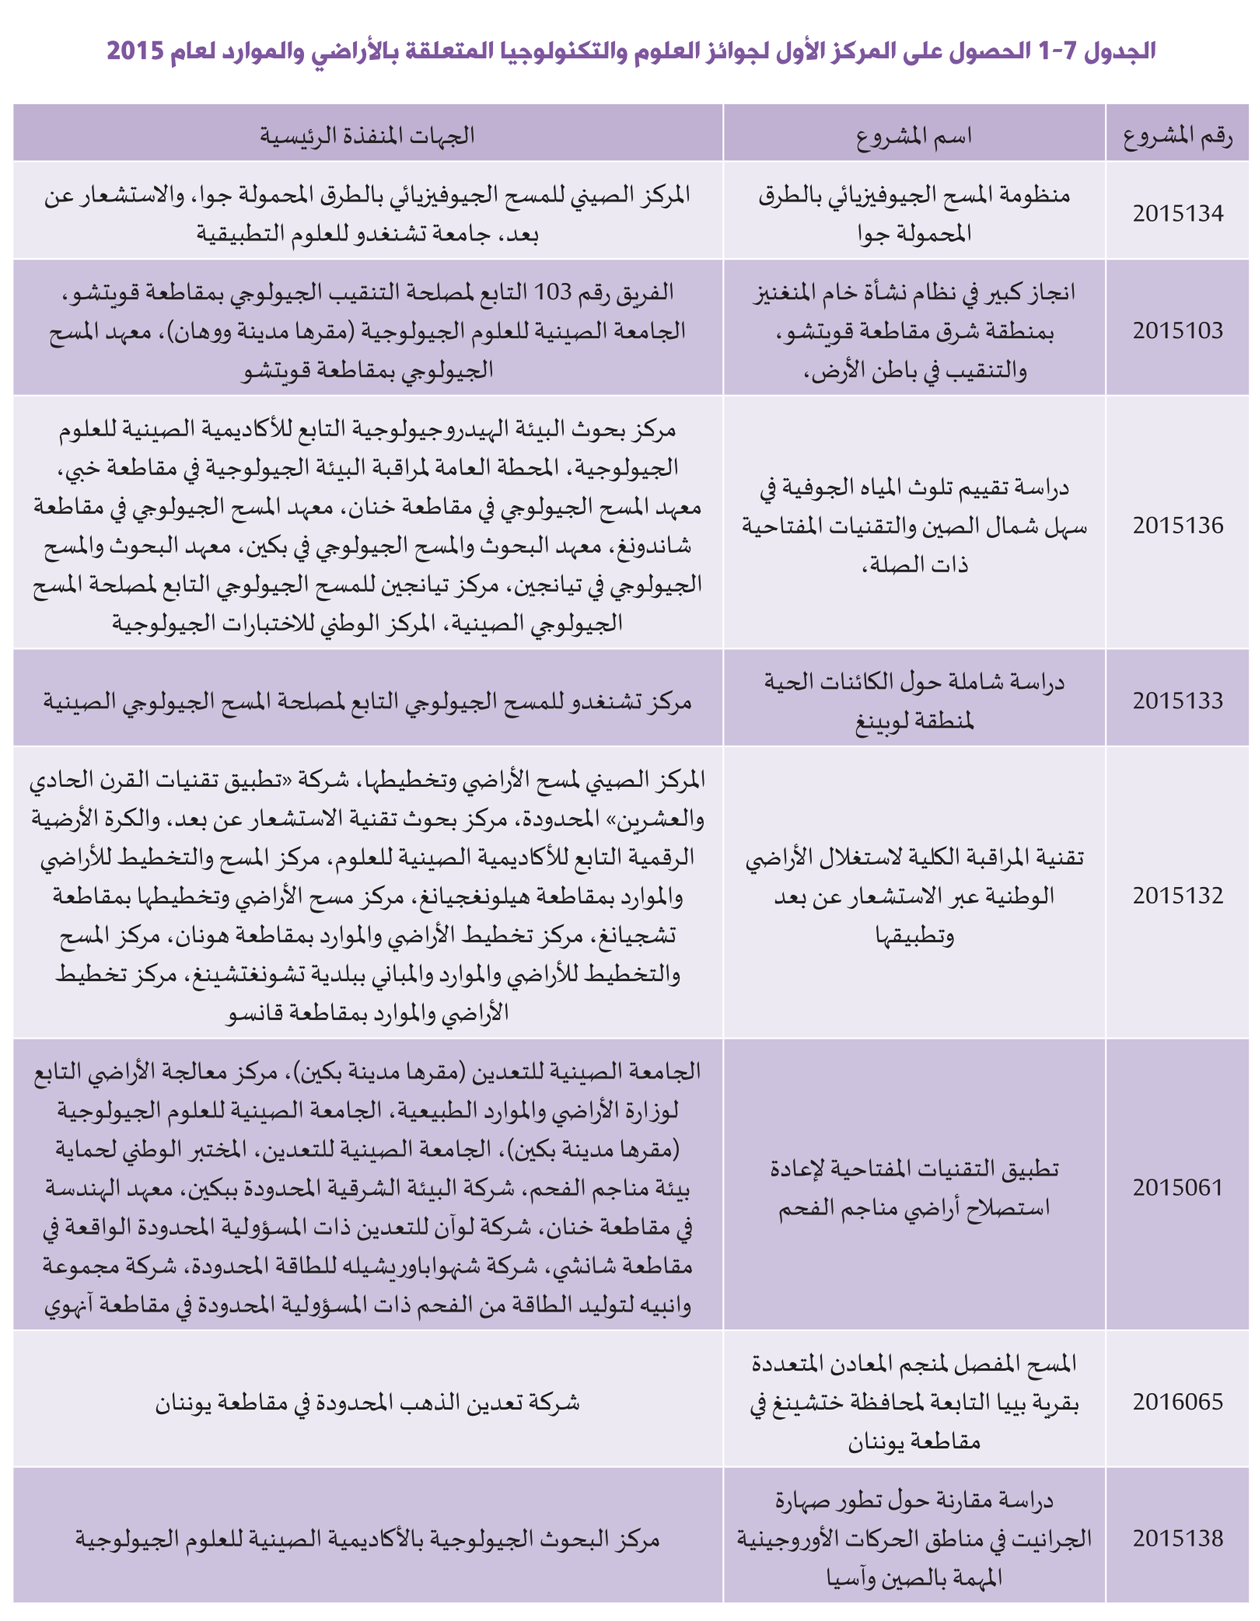 الجدول 7-1 الحصول على المركز الأول لجوائز العلوم والتكنولوجيا المتعلقة بالأراضي والموارد لعام 2015
رقم المشروع
اسم المشروع
الجهات المنفذة الرئيسية
2015134
منظومة المسح الجيوفيزيائي بالطرق
المحمولة جوا
المركز الصيني للمسح الجيوفيزيائي بالطرق المحمولة جوا، والاستشعار عن
بعد، جامعة تشنغدو للعلوم التطبيقية
2015103
انجاز كبير في نظام نشأة خام المنغنيز
بمنطقة شرق مقاطعة قويتشو،
والتنقيب في باطن الأرض،
الفريق رقم 103 التابع لمصلحة التنقيب الجيولوجي بمقاطعة قويتشو،
الجامعة الصينية للعلوم الجيولوجية (مقرها مدينة ووهان)، معهد المسح
الجيولوجي بمقاطعة قويتشو
2015136
دراسة تقييم تلوث المياه الجوفية في
سهل شمال الصين والتقنيات المفتاحية
ذات الصلة،
مركز بحوث البيئة الهيدروجيولوجية التابع للأكاديمية الصينية للعلوم
الجيولوجية، المحطة العامة لمراقبة البيئة الجيولوجية في مقاطعة خبي،
معهد المسح الجيولوجي في مقاطعة خنان، معهد المسح الجيولوجي في مقاطعة
شاندونغ، معهد البحوث والمسح الجيولوجي في بكين، معهد البحوث والمسح
الجيولوجي في تيانجين، مركز تيانجين للمسح الجيولوجي التابع لمصلحة المسح
الجيولوجي الصينية، المركز الوطني للاختبارات الجيولوجية
2015133
دراسة شاملة حول الكائنات الحية
لمنطقة لوبينغ
مركز تشنغدو للمسح الجيولوجي التابع لمصلحة المسح الجيولوجي الصينية
2015132
تقنية المراقبة الكلية لاستغلال الأراضي
الوطنية عبر الاستشعار عن بعد
وتطبيقها
المركز الصيني لمسح الأراضي وتخطيطها، شركة «تطبيق تقنيات القرن الحادي
والعشرين» المحدودة، مركز بحوث تقنية الاستشعار عن بعد، والكرة الأرضية
الرقمية التابع للأكاديمية الصينية للعلوم، مركز المسح والتخطيط للأراضي
والموارد بمقاطعة هيلونغجيانغ، مركز مسح الأراضي وتخطيطها بمقاطعة
تشجيانغ، مركز تخطيط الأراضي والموارد بمقاطعة هونان، مركز المسح
والتخطيط للأراضي والموارد والمباني ببلدية تشونغتشينغ، مركز تخطيط
الأراضي والموارد بمقاطعة قانسو
2015061
تطبيق التقنيات المفتاحية لإعادة
استصلاح أراضي مناجم الفحم
الجامعة الصينية للتعدين (مقرها مدينة بكين)، مركز معالجة الأراضي التابع
لوزارة الأراضي والموارد الطبيعية، الجامعة الصينية للعلوم الجيولوجية
(مقرها مدينة بكين)، الجامعة الصينية للتعدين، المختبر الوطني لحماية
بيئة مناجم الفحم، شركة البيئة الشرقية المحدودة ببكين، معهد الهندسة
في مقاطعة خنان، شركة لوآن للتعدين ذات المسؤولية المحدودة الواقعة في
مقاطعة شانشي، شركة شنهواباوريشيله للطاقة المحدودة، شركة مجموعة
وانبيه لتوليد الطاقة من الفحم ذات المسؤولية المحدودة في مقاطعة آنهوي
2016065
المسح المفصل لمنجم المعادن المتعددة
بقرية بييا التابعة لمحافظة ختشينغ في
مقاطعة يوننان
شركة تعدين الذهب المحدودة في مقاطعة يوننان
2015138
دراسة مقارنة حول تطور صهارة
الجرانيت في مناطق الحركات الأوروجينية
المهمة بالصين وآسيا
مركز البحوث الجيولوجية بالأكاديمية الصينية للعلوم الجيولوجية